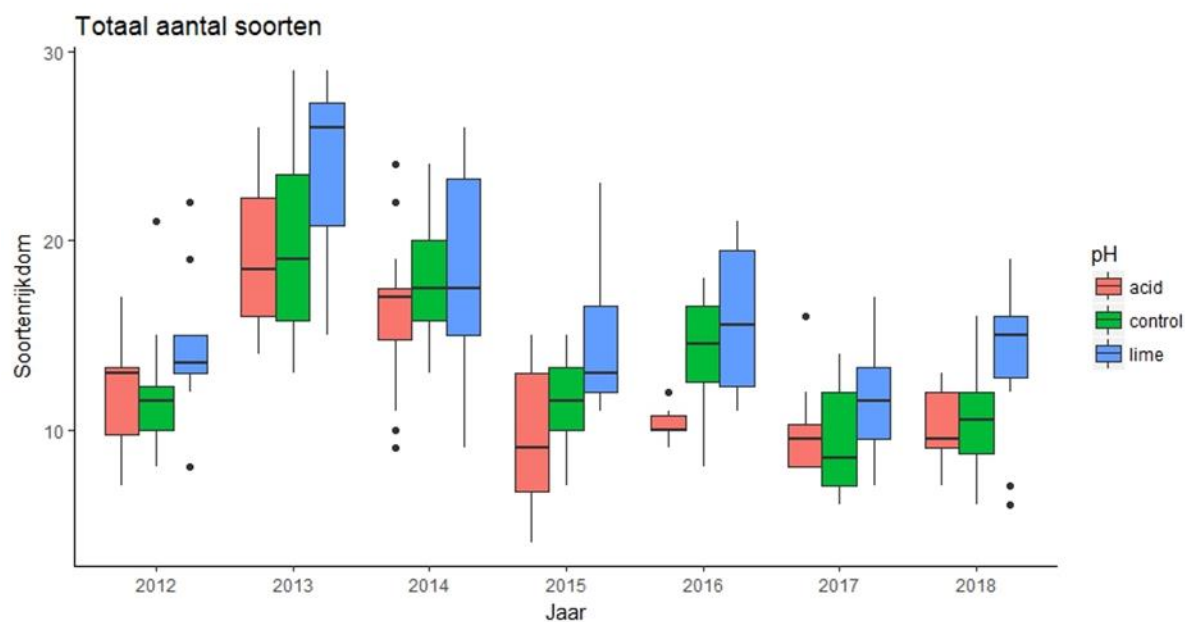 Totaal aantal soorten
30
20
10
Soortenrijkdom
2012 2013 2014 2015 2016 2017 2018
Jaar
pH
acid
control
lime